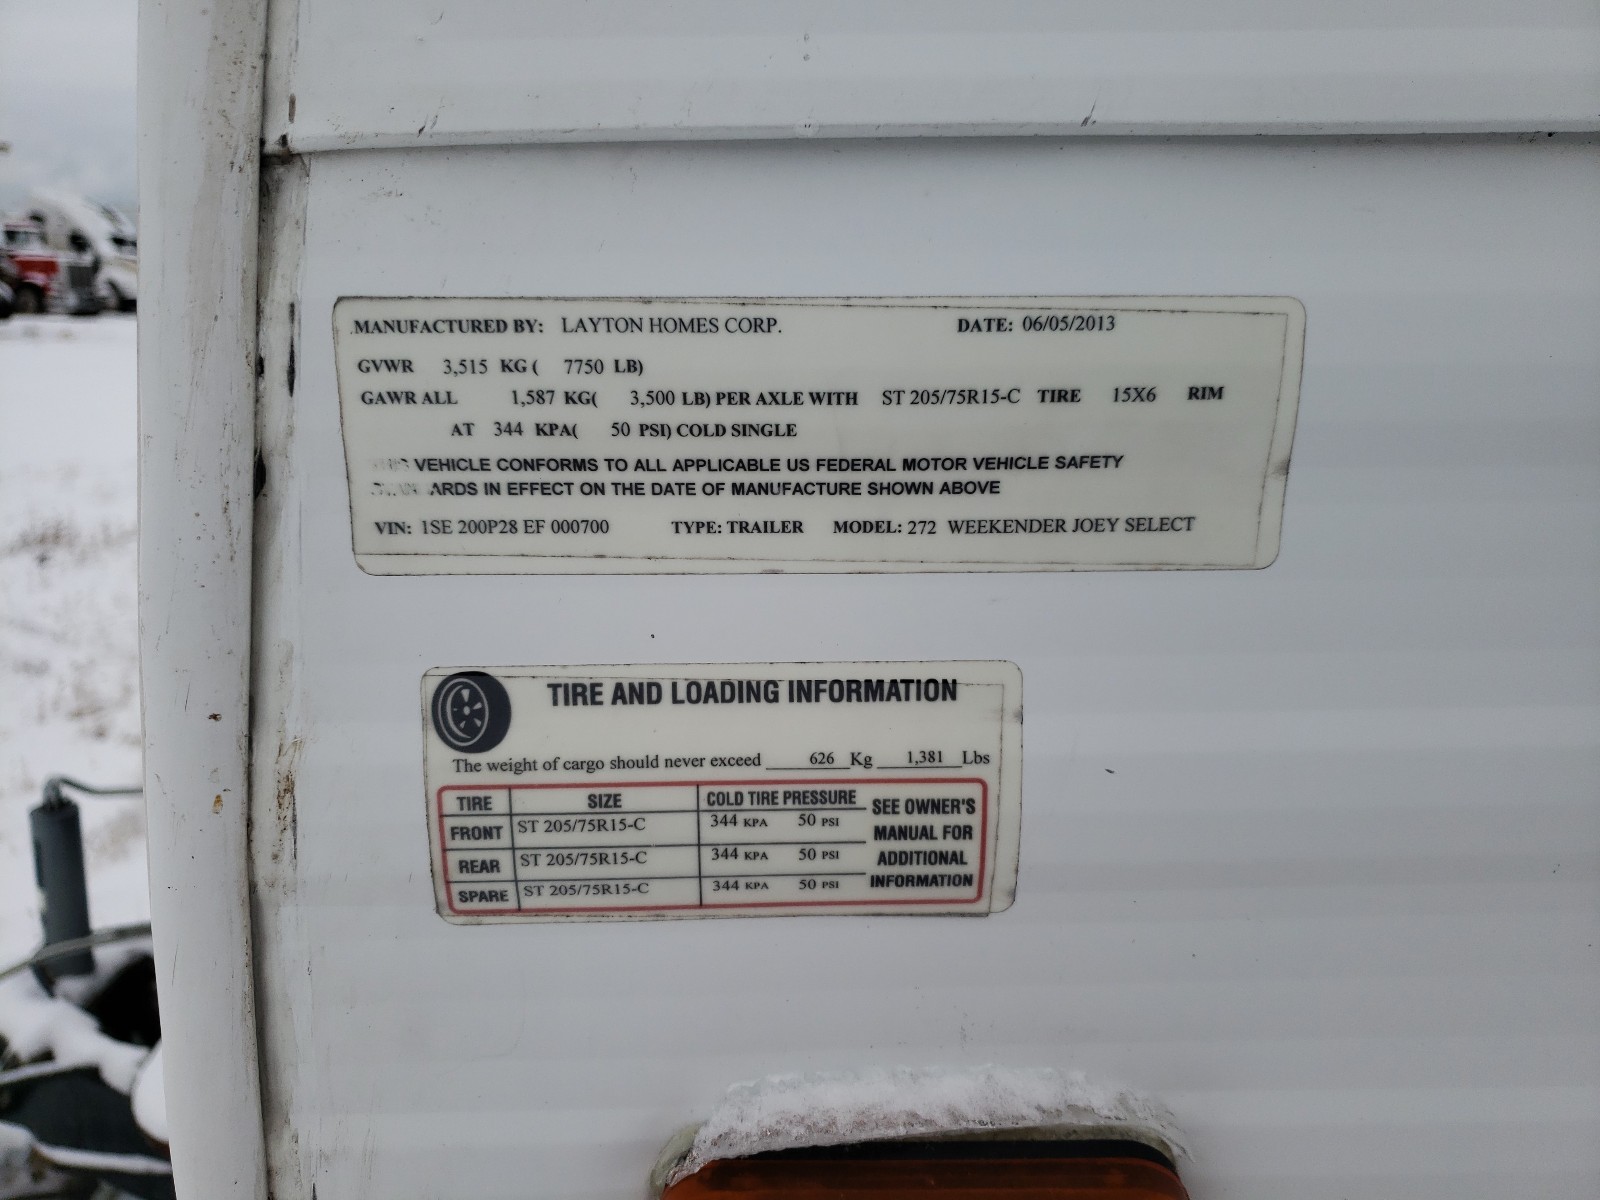 MANUFACTURED BY: LAYTON HOMES CORP. DATE: 06/05/2013
GVWR 3,515 KG ( 7750 LB)
GAWR ALL 1,587 KG( 3,500 LB) PER AXLE WITH ST 205/75R15-C TIRE 15X6 RIM
AT 344 KPA( 50 PSI) COLD SINGLE
VEHICLE CONFORMS TO ALL APPLICABLE US FEDERAL MOTOR VEHICLE SAFETY
IN EFFECT ON THE DATE OF MANUFACTURE SHOWN ABOVE
VIN: 1SE 200P28 EF 000700 TYPE: TRAILER MODEL: 272 WEEKENDER JOEY SELECT
TIRE AND LOADING INFORMATION
The weight of cargo should never exceed 626 Kg 1,381 Lbs
TIRE SIZE COLD TIRE PRESSURE
FRONT ST 205/75R15-C 344 KPA 50 PSI
REAR ST 205/75R15-C 344 KPA 50 PSI
SPARE ST 205/75R15-C 344 KPA 50 PSI
SEE OWNER'S
MANUAL FOR
ADDITIONAL
INFORMATION